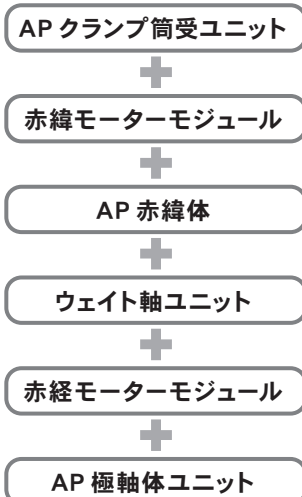 AP クランプ筒受ユニット
赤緯モーターモジュール
AP 赤緯体
ウェイト軸ユニット
赤経モーターモジュール
AP 極軸体ユニット